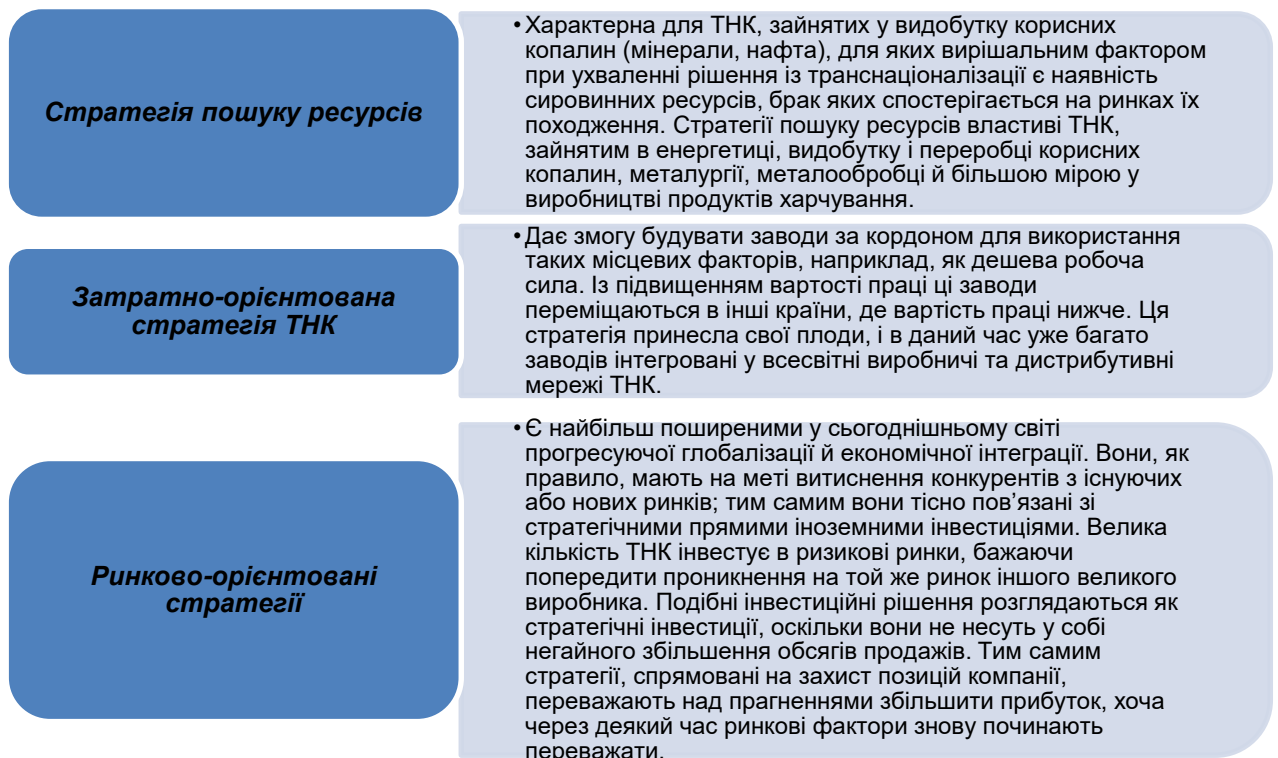 Стратегія пошуку ресурсів
•Характерна для ТНК, зайнятих у видобутку корисних
копалин (мінерали, нафта), для яких вирішальним фактором
при ухваленні рішення із транснаціоналізації є наявність
сировинних ресурсів, брак яких спостерігається на ринках їх
походження. Стратегії пошуку ресурсів властиві ТНК,
зайнятим в енергетиці, видобутку і переробці корисних
копалин, металургії, металообробці й більшою мірою у
виробництві продуктів харчування.
Затратно-орієнтована
стратегія ТНК
•Дає змогу будувати заводи за кордоном для використання
таких місцевих факторів, наприклад, як дешева робоча
сила. Із підвищенням вартості праці ці заводи
переміщаються в інші країни, де вартість праці нижче. Ця
стратегія принесла свої плоди, і в даний час уже багато
заводів інтегровані у всесвітні виробничі та дистрибутивні
мережі ТНК.
Ринково-орієнтовані
стратегії
•Є найбільш поширеними у сьогоднішньому світі
прогресуючої глобалізації й економічної інтеграції. Вони, як
правило, мають на меті витиснення конкурентів з існуючих
або нових ринків; тим самим вони тісно пов’язані зі
стратегічними прямими іноземними інвестиціями. Велика
кількість ТНК інвестує в ризикові ринки, бажаючи
попередити проникнення на той же ринок іншого великого
виробника. Подібні інвестиційні рішення розглядаються як
стратегічні інвестиції, оскільки вони не несуть у собі
негайного збільшення обсягів продажів. Тим самим
стратегії, спрямовані на захист позицій компанії,
переважають над прагненнями збільшити прибуток, хоча
через деякий час ринкові фактори знову починають
переважати.